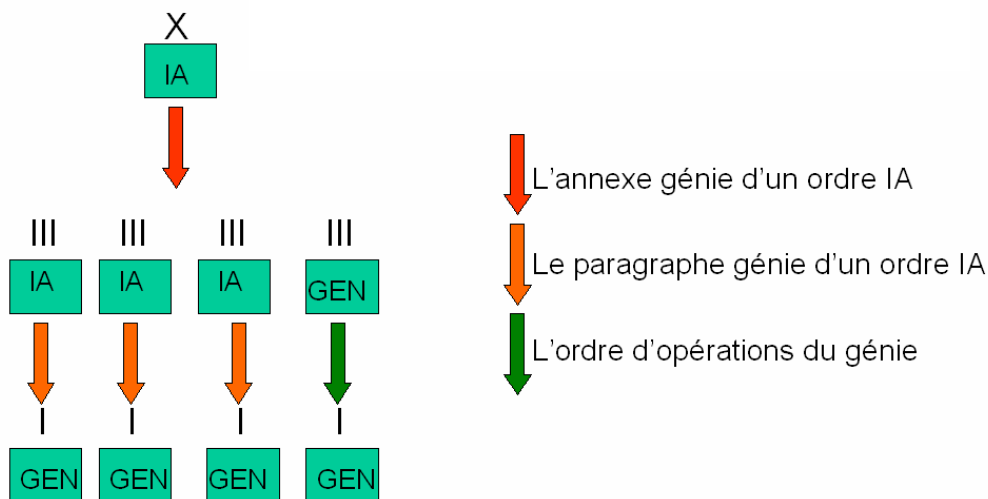 X
IA
L'annexe génie d'un ordre IA
III III III III
IA IA IA GEN
Le paragraphe génie d'un ordre IA
L'ordre d'opérations du génie
I I I I
GEN GEN GEN GEN